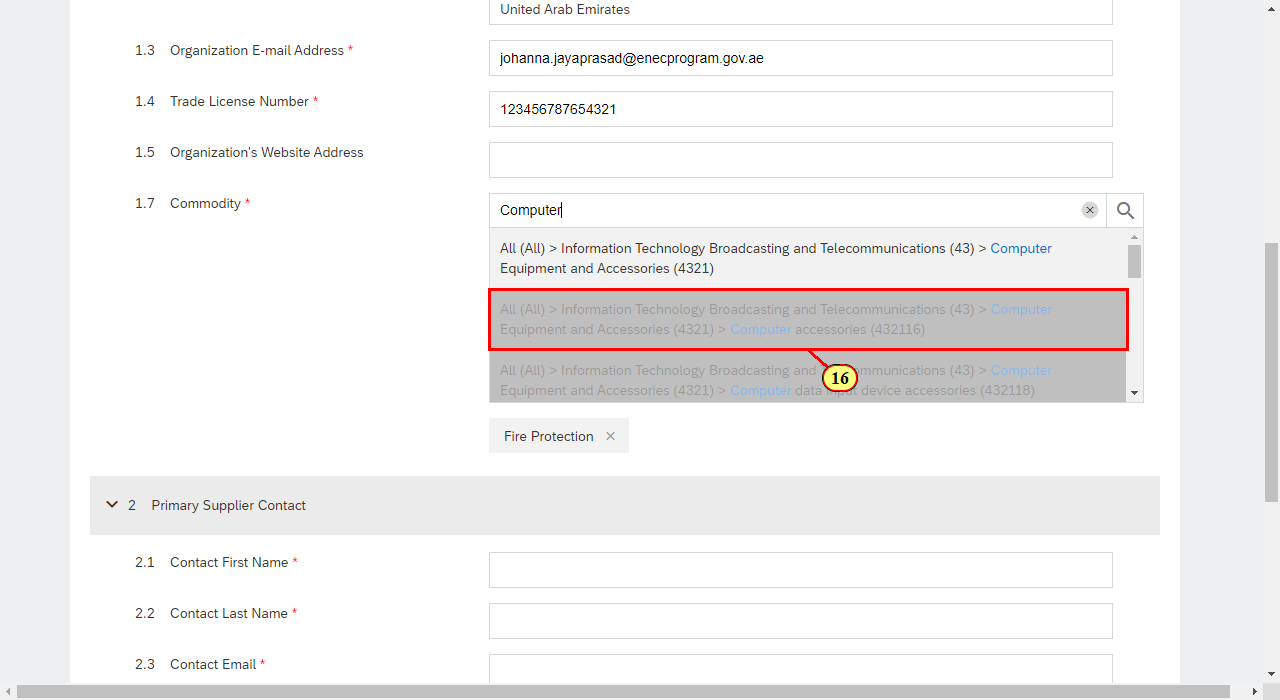 United Arab Emirates
1.3 Organization E-mail Address *
johanna.jayaprasad@enecprogram.gov.ae
1.4 Trade License Number *
123456787654321
1.5 Organization's Website Address
1.7 Commodity *
Computer
All (All) > Information Technology Broadcasting and Telecommunications (43) > Computer
Equipment and Accessories (4321)
All (All) > Information Technology Broadcasting and Telecommunications (43) > Computer
Equipment and Accessories (4321) > Computer accessories (432116)
16
All (All) > Information Technology Broadcasting and Telecommunications (43) > Computer
Equipment and Accessories (4321) > Computer data input device accessories (432118)
Fire Protection
2 Primary Supplier Contact
2.1 Contact First Name *
2.2 Contact Last Name *
2.3 Contact Email *